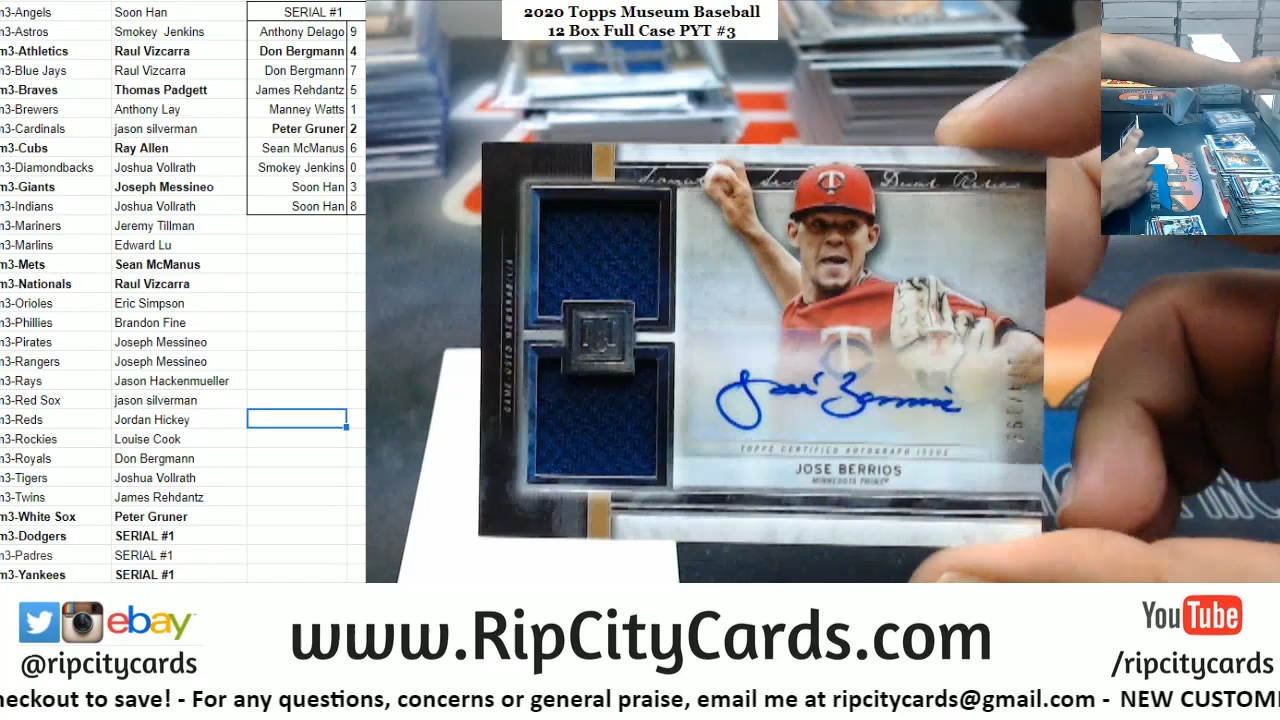 m3-Angels Soon Han SERIAL #1
m3-Astros Smokey Jenkins Anthony Delago 9
m3-Athletics Raul Vizcarra Don Bergmann 4
m3-Blue Jays Raul Vizcarra Don Bergmann 7
m3-Braves Thomas Padgett James Rehdantz 5
m3-Brewers Anthony Lay Manney Watts 1
m3-Cardinals jason silverman Peter Gruner 2
m3-Cubs Ray Allen Sean McManus 6
m3-Diamondbacks Joshua Vollrath Smokey Jenkins 0
m3-Giants Joseph Messineo Soon Han 3
m3-Indians Joshua Vollrath Soon Han 8
m3-Mariners Jeremy Tillman
m3-Marlins Edward Lu
m3-Mets Sean McManus
m3-Nationals Raul Vizcarra
m3-Orioles Eric Simpson
m3-Phillies Brandon Fine
m3-Pirates Joseph Messineo
m3-Rangers Joseph Messineo
m3-Rays Jason Hackenmueller
m3-Red Sox jason silverman
m3-Reds Jordan Hickey
m3-Rockies Louise Cook
m3-Royals Don Bergmann
m3-Tigers Joshua Vollrath
m3-Twins James Rehdantz
m3-White Sox Peter Gruner
m3-Dodgers SERIAL #1
m3-Padres SERIAL #1
m3-Yankees SERIAL #1
2020 Topps Museum Baseball
12 Box Full Case PYT #3
Dual Relics
GAME-USED MEMORABILIA
TOPPS CERTIFIED AUTOGRAPH ISSUE
JOSE BERRIOS
MINNESOTA TWINS
ebay
@ripcitycards
www.RipCityCards.com
YouTube
/ripcitycards
heckout to save! - For any questions, concerns or general praise, email me at ripcitycards@gmail.com - NEW CUSTOME